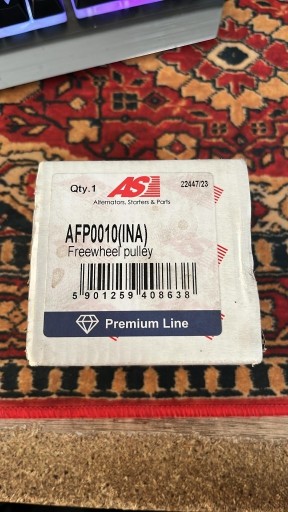 Qty.1
AS
22447/23
Alternators, Starters & Parts
AFP0010(INA)
Freewheel pulley
5 901259 408638
Premium Line